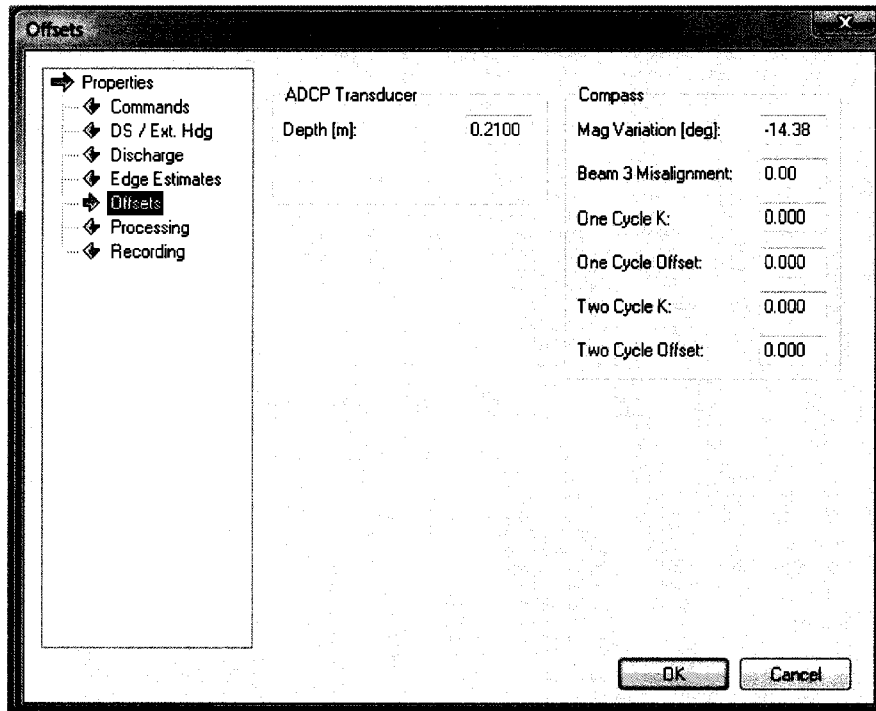 Offsets
Properties
Commands
DS / Ext. Hdg
Discharge
Edge Estimates
Offsets
Processing
Recording
ADCP Transducer
Depth [m]: 0.2100
Compass
Mag Variation [deg]: -14.38
Beam 3 Misalignment: 0.00
One Cycle K: 0.000
One Cycle Offset: 0.000
Two Cycle K: 0.000
Two Cycle Offset: 0.000
OK Cancel